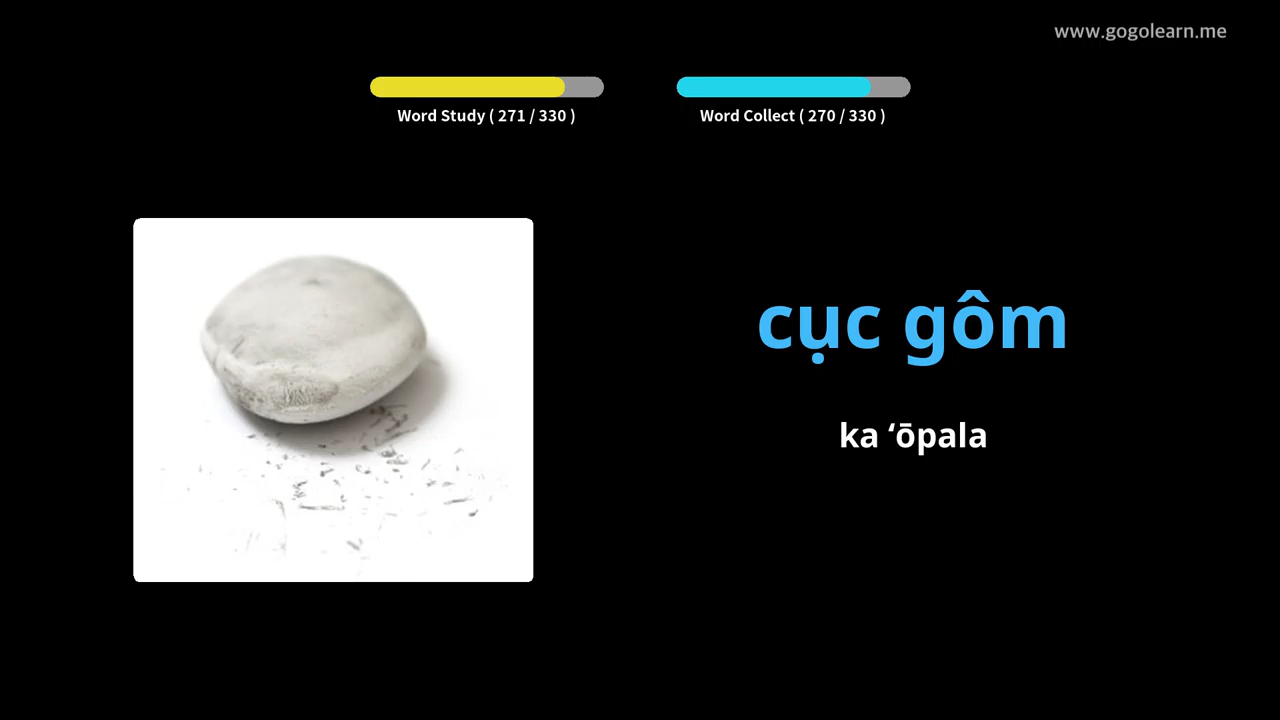 www.gogolearn.me
Word Study ( 271 / 330 )
Word Collect ( 270 / 330 )
cục gôm
ka ʻōpala